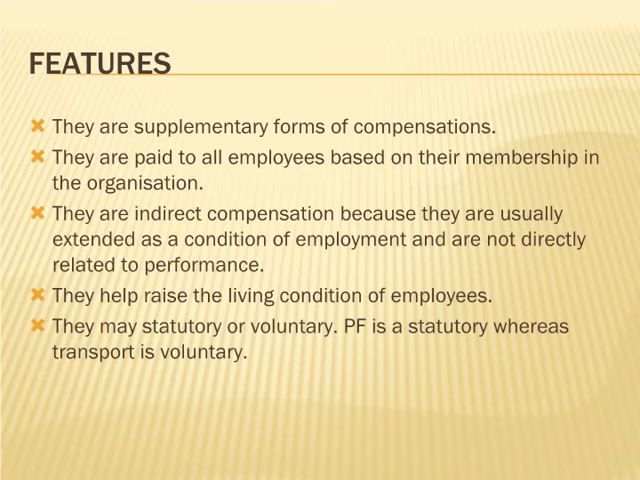 FEATURES
They are supplementary forms of compensations.
They are paid to all employees based on their membership in
the organisation.
They are indirect compensation because they are usually
extended as a condition of employment and are not directly
related to performance.
They help raise the living condition of employees.
They may statutory or voluntary. PF is a statutory whereas
transport is voluntary.